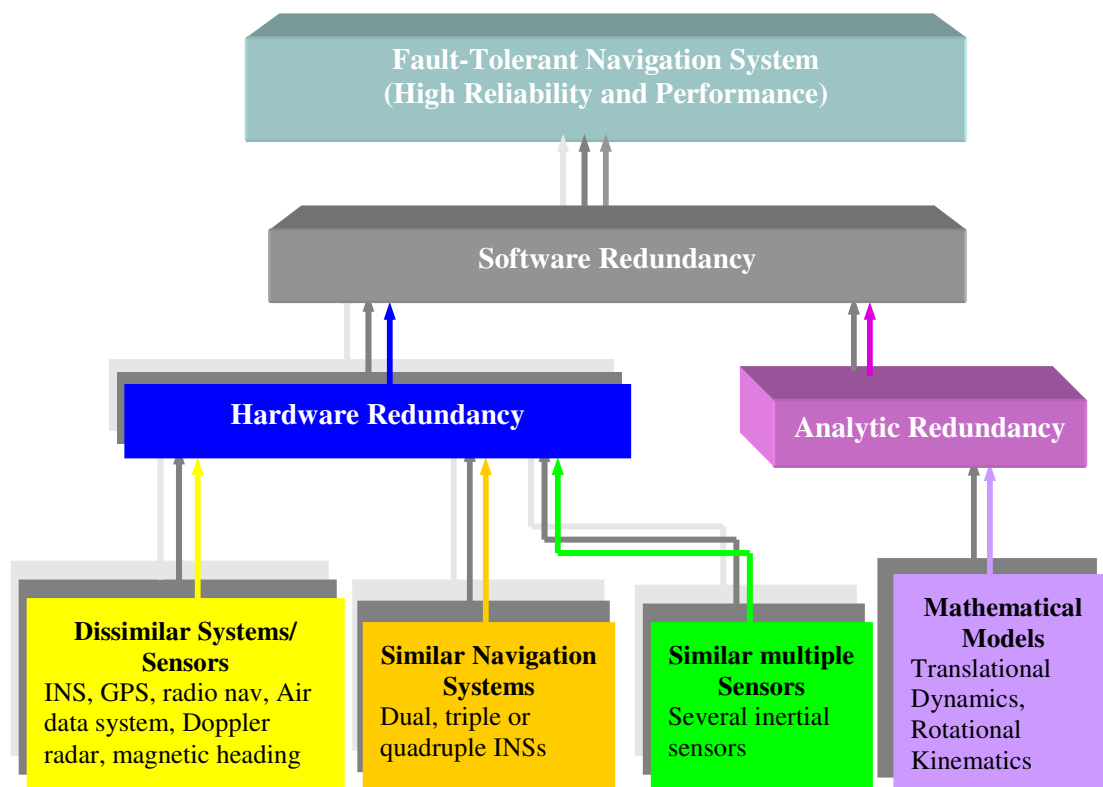 Fault-Tolerant Navigation System
(High Reliability and Performance)
Software Redundancy
Hardware Redundancy
Analytic Redundancy
Dissimilar Systems/
Sensors
INS, GPS, radio nav, Air
data system, Doppler
radar, magnetic heading
Similar Navigation
Systems
Dual, triple or
quadruple INSs
Similar multiple
Sensors
Several inertial
sensors
Mathematical
Models
Translational
Dynamics,
Rotational
Kinematics